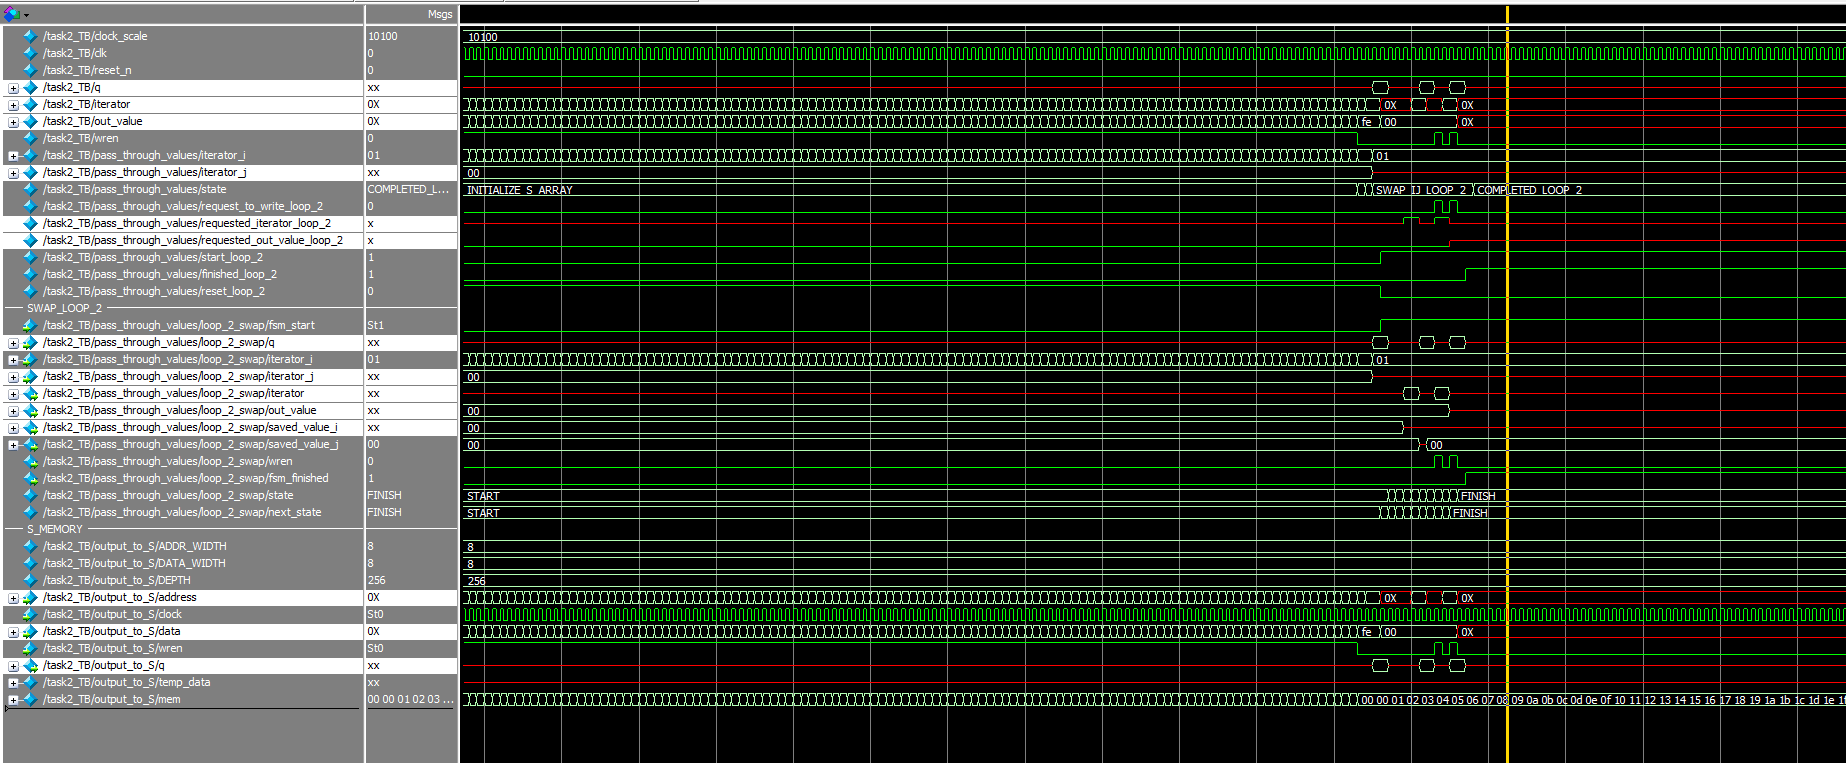 Msgs
/task2_TB/clock_scale 10100 10100
/task2_TB/clk 0
/task2_TB/reset_n 0
/task2_TB/q xx
/task2_TB/iterator 0X 0X 0X
/task2_TB/out_value 0X fe 00 0X
/task2_TB/wren 0
/task2_TB/pass_through_values/iterator_i 01 01
/task2_TB/pass_through_values/iterator_j xx 00
/task2_TB/pass_through_values/state COMPLETED_L... INITIALIZE_S_ARRAY SWAP_IJ_LOOP_2 COMPLETED_LOOP_2
/task2_TB/pass_through_values/request_to_write_loop_2 0
/task2_TB/pass_through_values/requested_iterator_loop_2 x
/task2_TB/pass_through_values/requested_out_value_loop_2 x
/task2_TB/pass_through_values/start_loop_2 1
/task2_TB/pass_through_values/finished_loop_2 1
/task2_TB/pass_through_values/reset_loop_2 0
SWAP_LOOP_2
/task2_TB/pass_through_values/loop_2_swap/fsm_start St1
/task2_TB/pass_through_values/loop_2_swap/q xx
/task2_TB/pass_through_values/loop_2_swap/iterator_i 01 01
/task2_TB/pass_through_values/loop_2_swap/iterator_j xx 00
/task2_TB/pass_through_values/loop_2_swap/iterator xx
/task2_TB/pass_through_values/loop_2_swap/out_value xx 00
/task2_TB/pass_through_values/loop_2_swap/saved_value_i xx 00
/task2_TB/pass_through_values/loop_2_swap/saved_value_j 00 00 00
/task2_TB/pass_through_values/loop_2_swap/wren 0
/task2_TB/pass_through_values/loop_2_swap/fsm_finished 1
/task2_TB/pass_through_values/loop_2_swap/state FINISH START FINISH
/task2_TB/pass_through_values/loop_2_swap/next_state FINISH START FINISH
S_MEMORY
/task2_TB/output_to_S/ADDR_WIDTH 8 8
/task2_TB/output_to_S/DATA_WIDTH 8 8
/task2_TB/output_to_S/DEPTH 256 256
/task2_TB/output_to_S/address 0X 0X 0X
/task2_TB/output_to_S/clock St0
/task2_TB/output_to_S/data 0X fe 00 0X
/task2_TB/output_to_S/wren St0
/task2_TB/output_to_S/q xx
/task2_TB/output_to_S/temp_data xx
/task2_TB/output_to_S/mem 00 00 01 02 03 ... 00 00 01 02 03 04 05 06 07 08 09 0a 0b 0c 0d 0e 0f 10 11 12 13 14 15 16 17 18 19 1a 1b 1c 1d 1e